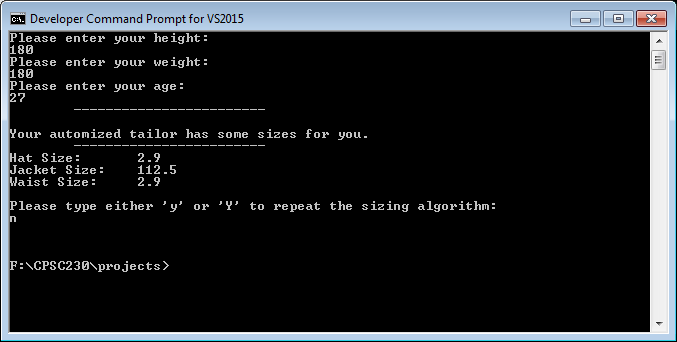 Developer Command Prompt for VS2015
Please enter your height:
180
Please enter your weight:
180
Please enter your age:
27
------------------------
Your automized tailor has some sizes for you.
------------------------
Hat Size: 2.9
Jacket Size: 112.5
Waist Size: 2.9
Please type either 'y' or 'Y' to repeat the sizing algorithm:
n
F:\CPSC230\projects>